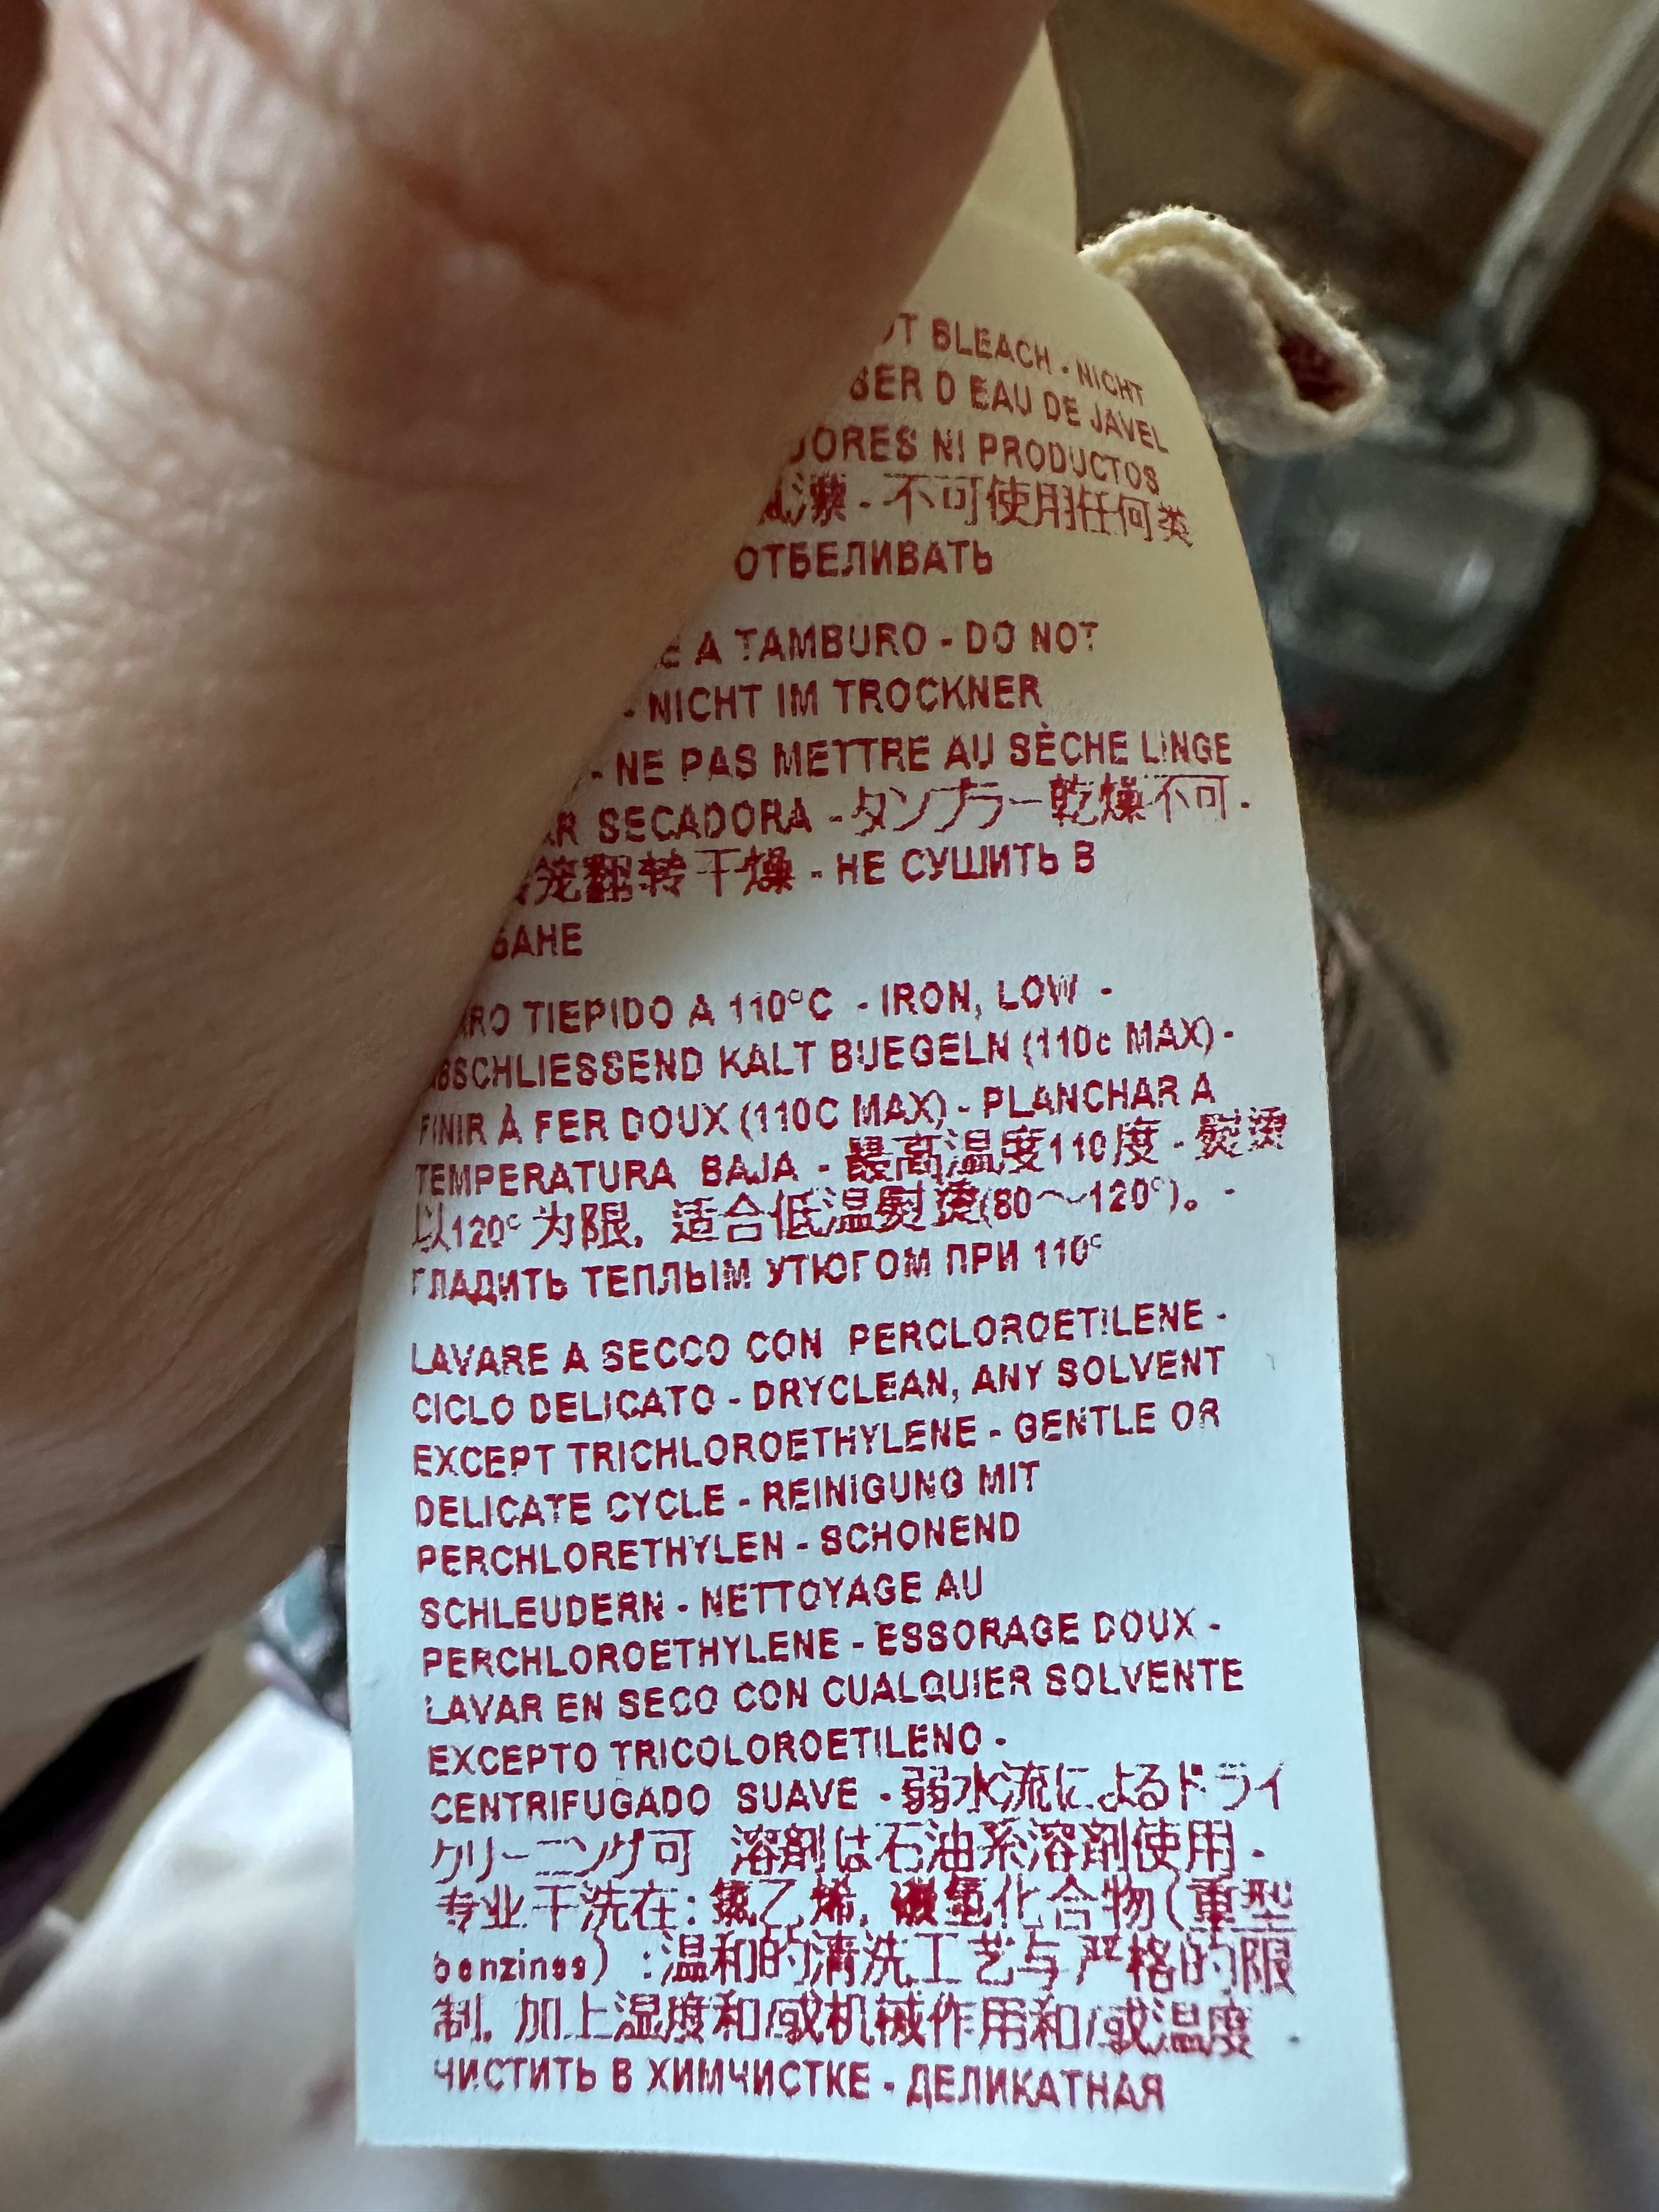 BLEACH - NICHT
D EAU DE JAVEL
NI PRODUCTOS
- 不可使用任何类
ОТБЕЛИВАТЬ
A TAMBURO - DO NOT
- NICHT IM TROCKNER
- NE PAS METTRE AU SÈCHE LINGE
SECADORA - タンブラー乾燥不可.
笼翻转干燥 - НЕ СУШИТЬ В
TIEPIDO A 110°C - IRON, LOW -
KALT BUEGELN (110c MAX) -
FINIR À FER DOUX (110C MAX) - PLANCHAR A
TEMPERATURA BAJA - 最高温度110度 - 熨烫
以120° 为限, 适合低温熨烫(80～120°)。 -
ГЛАДИТЬ ТЕПЛЫМ УТЮГОМ ПРИ 110°
LAVARE A SECCO CON PERCLOROETILENE -
CICLO DELICATO - DRYCLEAN, ANY SOLVENT
EXCEPT TRICHLOROETHYLENE - GENTLE OR
DELICATE CYCLE - REINIGUNG MIT
PERCHLORETHYLEN - SCHONEND
SCHLEUDERN - NETTOYAGE AU
PERCHLOROETHYLENE - ESSORAGE DOUX -
LAVAR EN SECO CON CUALQUIER SOLVENTE
EXCEPTO TRICOLOROETILENO -
CENTRIFUGADO SUAVE - 弱水流によるドライ
クリーニング可 溶剤は石油系溶剤使用 -
专业干洗在: 氯乙烯, 碳氢化合物(重型
benzines) :温和的清洗工艺与严格的限
制, 加上湿度和/或机械作用和/或温度 -
ЧИСТИТЬ В ХИМЧИСТКЕ - ДЕЛИКАТНАЯ